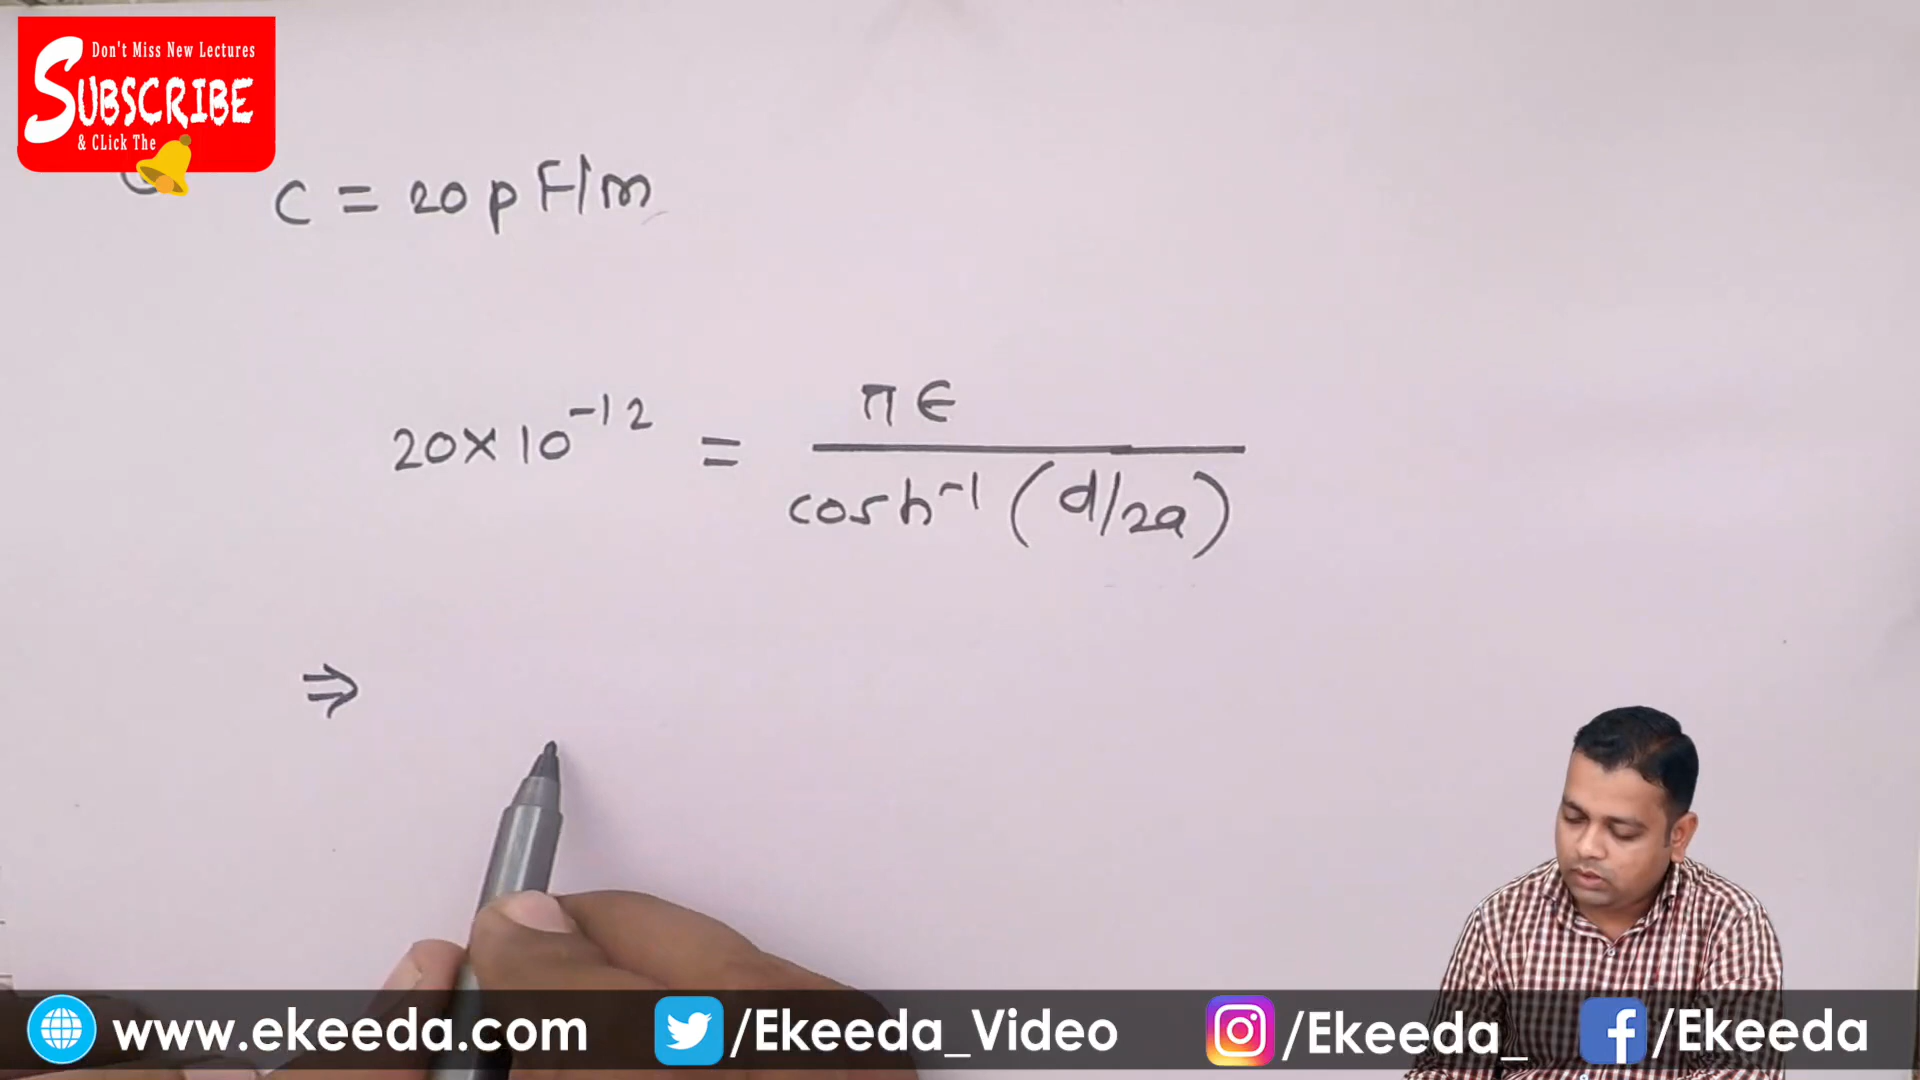 Don't Miss New Lectures
SUBSCRIBE
& CLick The
C = 20 pF/m
20×10⁻¹² = πϵ / cosh⁻¹ (d/2a)
⇒
www.ekeeda.com
/Ekeeda_Video
/Ekeeda_
/Ekeeda